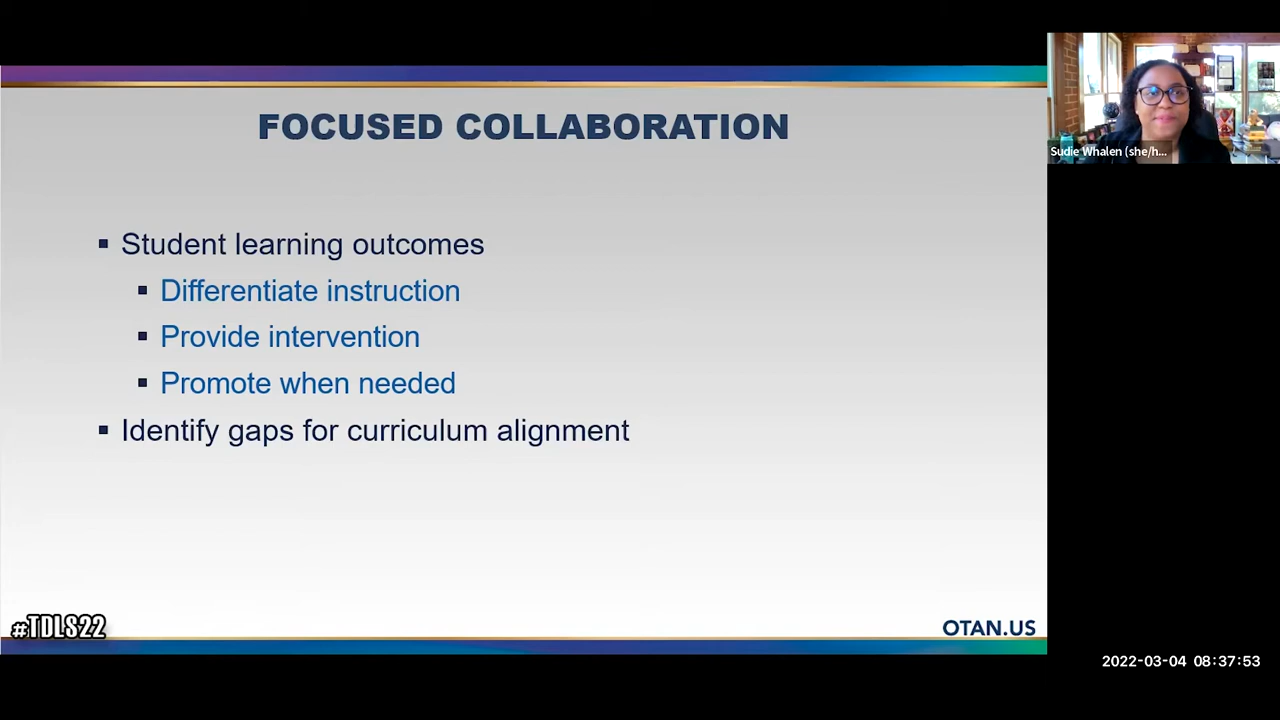 FOCUSED COLLABORATION
Sudie Whalen (she/h...
Student learning outcomes
Differentiate instruction
Provide intervention
Promote when needed
Identify gaps for curriculum alignment
#TDLS22
OTAN.US
2022-03-04 08:37:53